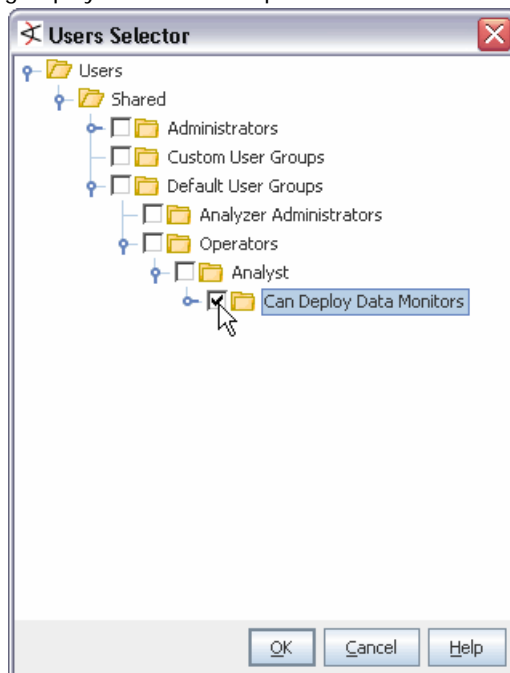 Users Selector
Users
Shared
Administrators
Custom User Groups
Default User Groups
Analyzer Administrators
Operators
Analyst
Can Deploy Data Monitors
OK Cancel Help